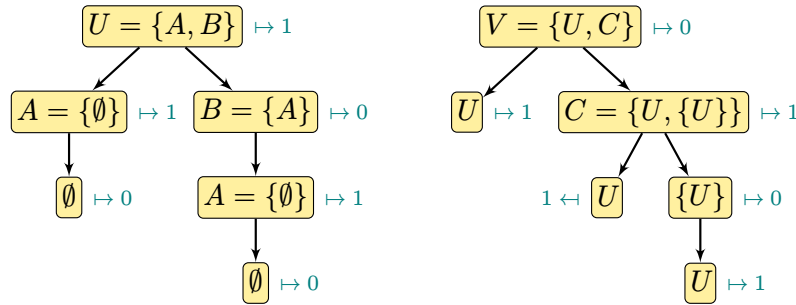 U = {A, B} ↦ 1
V = {U, C} ↦ 0
A = {∅} ↦ 1
B = {A} ↦ 0
U ↦ 1
C = {U, {U}} ↦ 1
∅ ↦ 0
A = {∅} ↦ 1
1 ↤ U
{U} ↦ 0
∅ ↦ 0
U ↦ 1